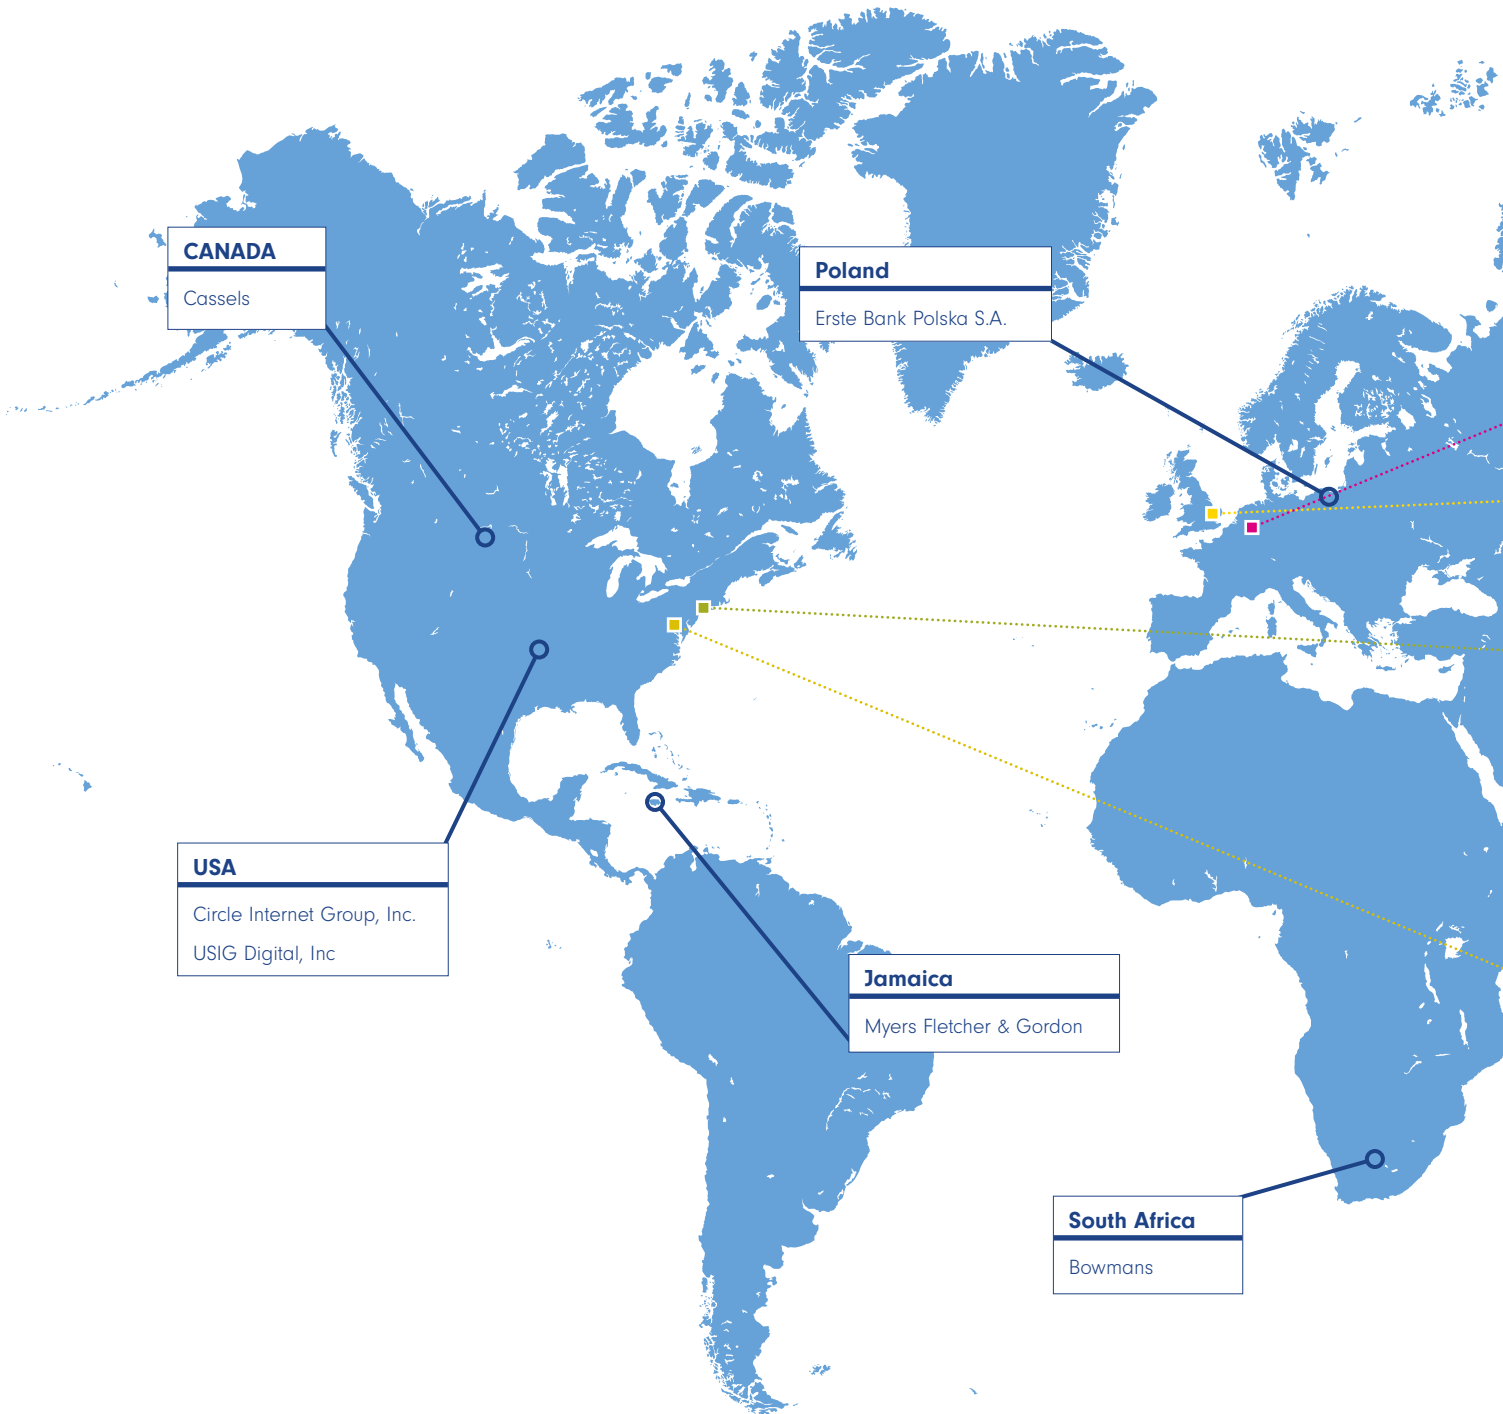 CANADA
Cassels
Poland
Erste Bank Polska S.A.
USA
Circle Internet Group, Inc.
USIG Digital, Inc
Jamaica
Myers Fletcher & Gordon
South Africa
Bowmans